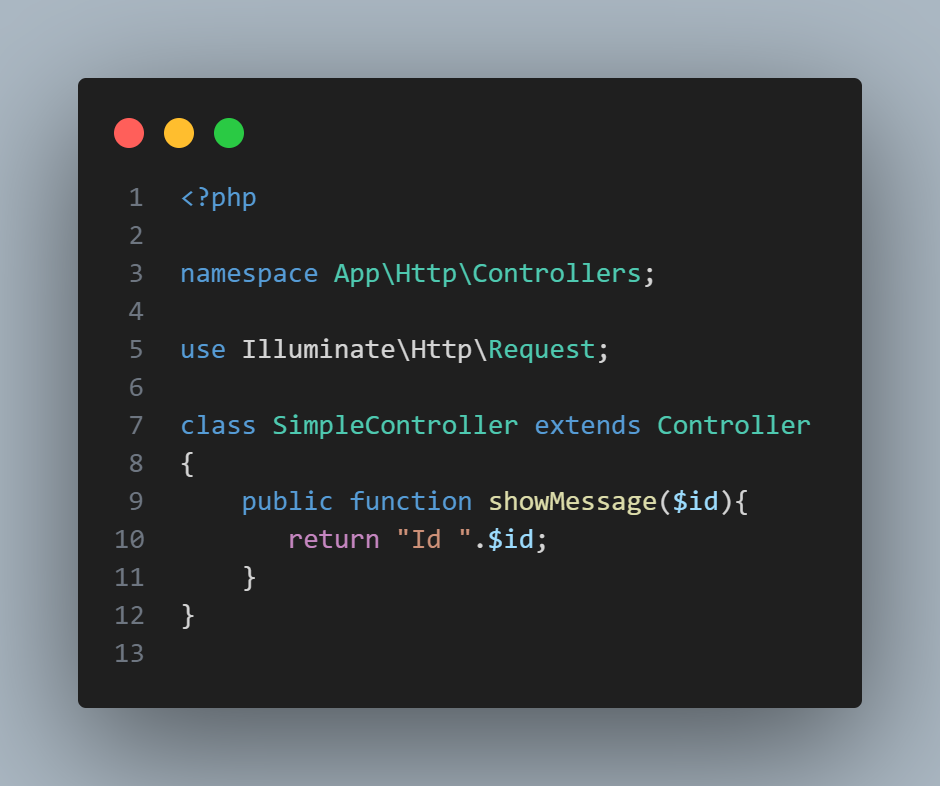 1 <?php
2
3 namespace App\Http\Controllers;
4
5 use Illuminate\Http\Request;
6
7 class SimpleController extends Controller
8 {
9     public function showMessage($id){
10        return "Id ".$id;
11     }
12 }
13